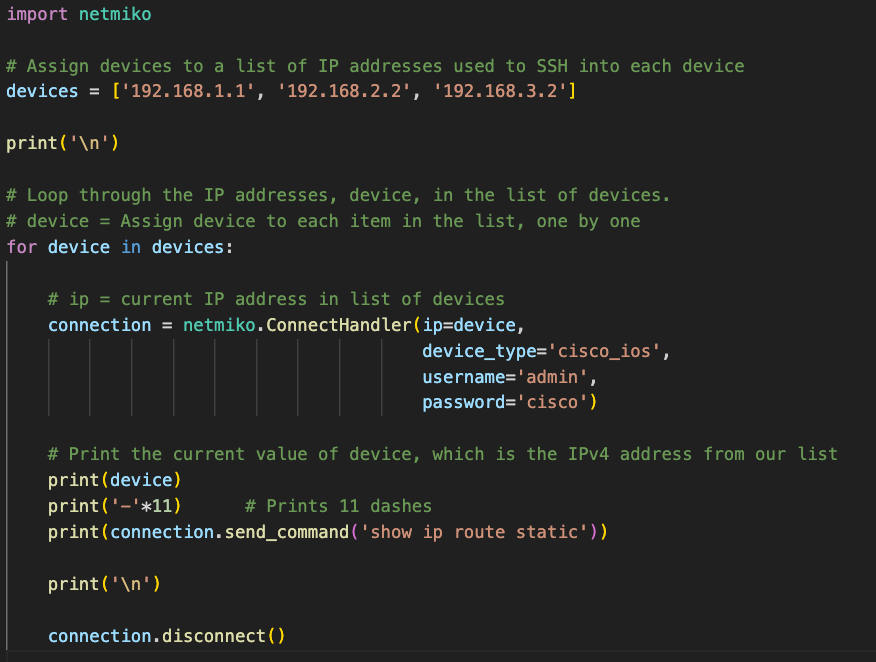 import netmiko
# Assign devices to a list of IP addresses used to SSH into each device
devices = ['192.168.1.1', '192.168.2.2', '192.168.3.2']
print('\n')
# Loop through the IP addresses, device, in the list of devices.
# device = Assign device to each item in the list, one by one
for device in devices:
    # ip = current IP address in list of devices
    connection = netmiko.ConnectHandler(ip=device,
                                        device_type='cisco_ios',
                                        username='admin',
                                        password='cisco')
    # Print the current value of device, which is the IPv4 address from our list
    print(device)
    print('-'*11)      # Prints 11 dashes
    print(connection.send_command('show ip route static'))
    print('\n')
    connection.disconnect()